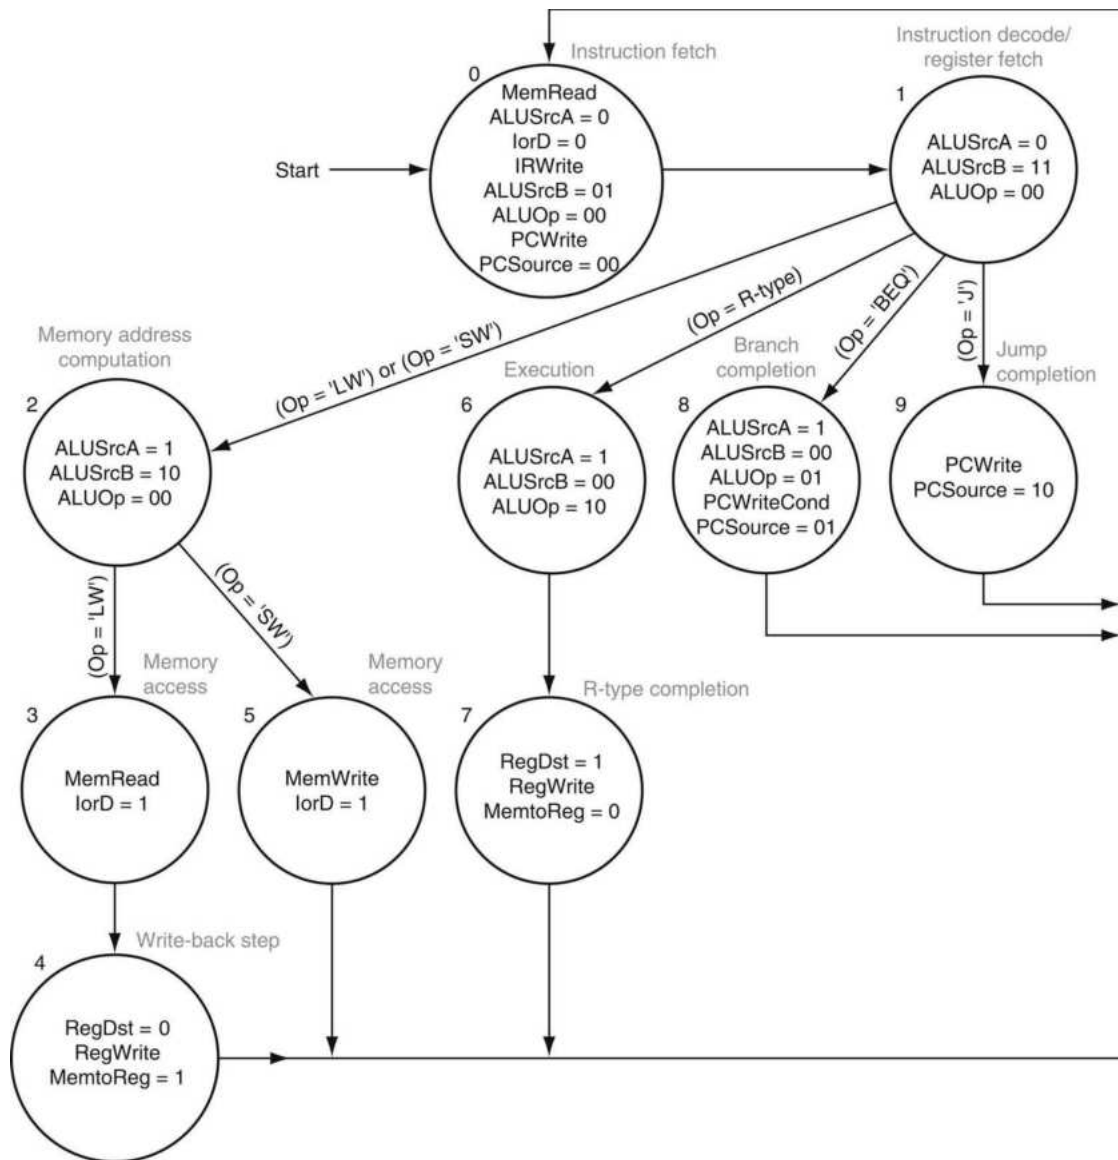 Instruction fetch
0
MemRead
ALUSrcA = 0
IorD = 0
IRWrite
ALUSrcB = 01
ALUOp = 00
PCWrite
PCSource = 00
Start
Instruction decode/
register fetch
1
ALUSrcA = 0
ALUSrcB = 11
ALUOp = 00
(Op = 'LW') or (Op = 'SW')
(Op = R-type)
(Op = 'BEQ')
(Op = 'J')
Memory address
computation
2
ALUSrcA = 1
ALUSrcB = 10
ALUOp = 00
Execution
6
ALUSrcA = 1
ALUSrcB = 00
ALUOp = 10
Branch
completion
8
ALUSrcA = 1
ALUSrcB = 00
ALUOp = 01
PCWriteCond
PCSource = 01
Jump
completion
9
PCWrite
PCSource = 10
(Op = 'LW')
(Op = 'SW')
Memory
access
3
MemRead
IorD = 1
Memory
access
5
MemWrite
IorD = 1
R-type completion
7
RegDst = 1
RegWrite
MemtoReg = 0
Write-back step
4
RegDst = 0
RegWrite
MemtoReg = 1